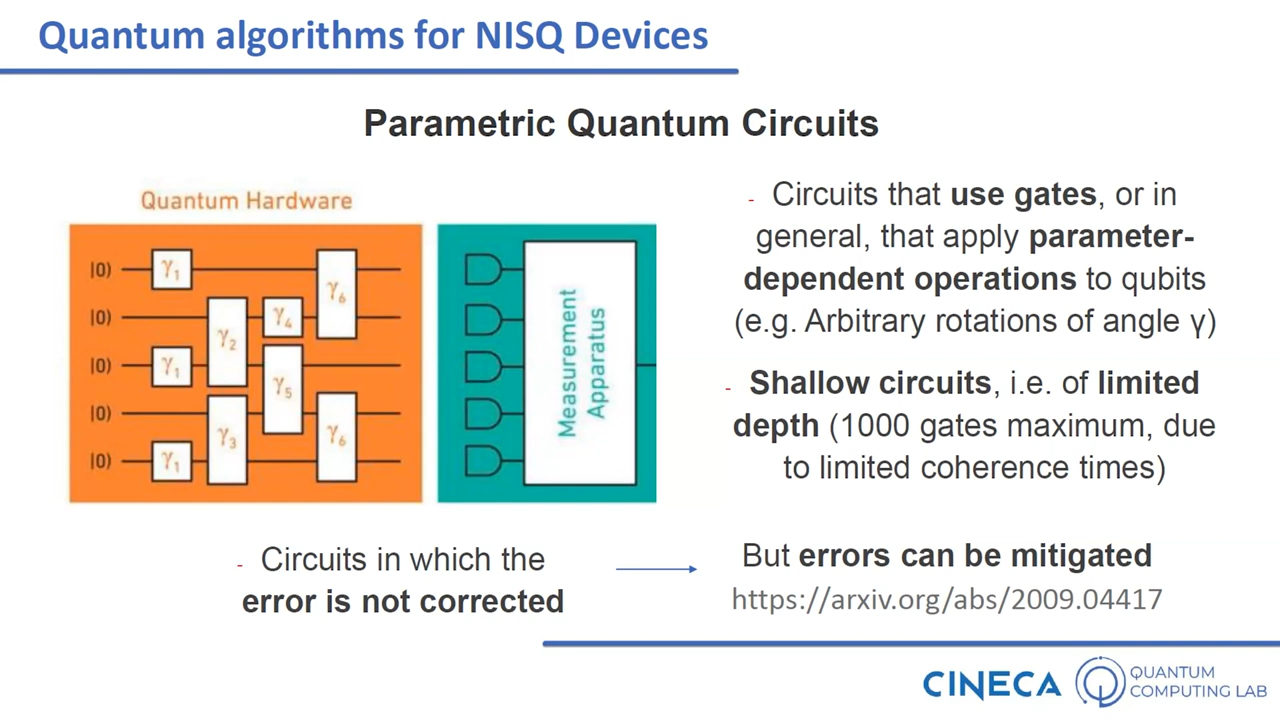 Quantum algorithms for NISQ Devices
Parametric Quantum Circuits
Quantum Hardware
|0⟩ γ1
|0⟩
|0⟩ γ1
|0⟩
|0⟩ γ1
γ2
γ3
γ4
γ5
γ6
γ6
Measurement
Apparatus
- Circuits that use gates, or in
general, that apply parameter-
dependent operations to qubits
(e.g. Arbitrary rotations of angle γ)
- Shallow circuits, i.e. of limited
depth (1000 gates maximum, due
to limited coherence times)
- Circuits in which the
error is not corrected
But errors can be mitigated
https://arxiv.org/abs/2009.04417
CINECA
QUANTUM
COMPUTING LAB